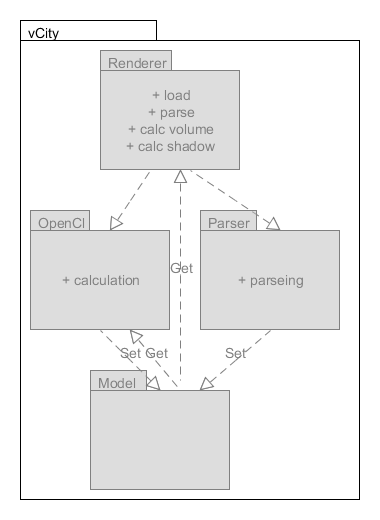 vCity
Renderer
+ load
+ parse
+ calc volume
+ calc shadow
OpenCl
Parser
Get
+ calculation
+ parseing
Set Get
Set
Model